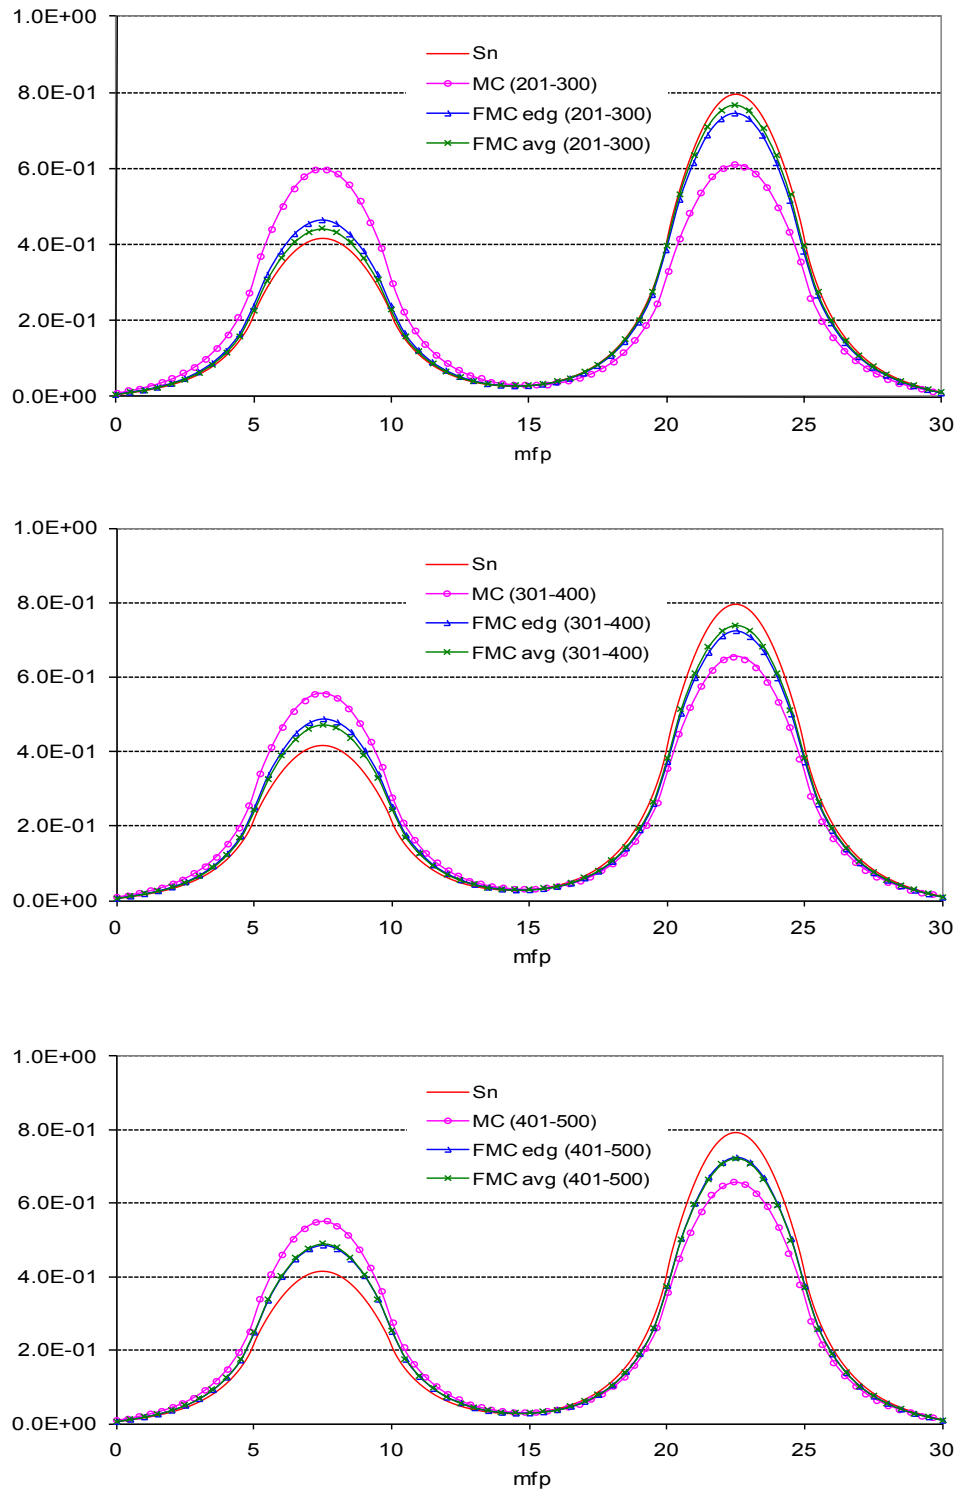 1.0E+00
Sn
MC (201-300)
8.0E-01
FMC edg (201-300)
FMC avg (201-300)
6.0E-01
4.0E-01
2.0E-01
0.0E+00
0 5 10 15 20 25 30
mfp
1.0E+00
Sn
MC (301-400)
8.0E-01
FMC edg (301-400)
FMC avg (301-400)
6.0E-01
4.0E-01
2.0E-01
0.0E+00
0 5 10 15 20 25 30
mfp
1.0E+00
Sn
MC (401-500)
8.0E-01
FMC edg (401-500)
FMC avg (401-500)
6.0E-01
4.0E-01
2.0E-01
0.0E+00
0 5 10 15 20 25 30
mfp